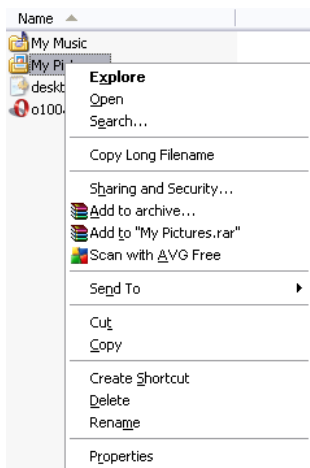 Name
My Music
My Pi
deskt
o100
Explore
Open
Search...
Copy Long Filename
Sharing and Security...
Add to archive...
Add to "My Pictures.rar"
Scan with AVG Free
Send To
Cut
Copy
Create Shortcut
Delete
Rename
Properties